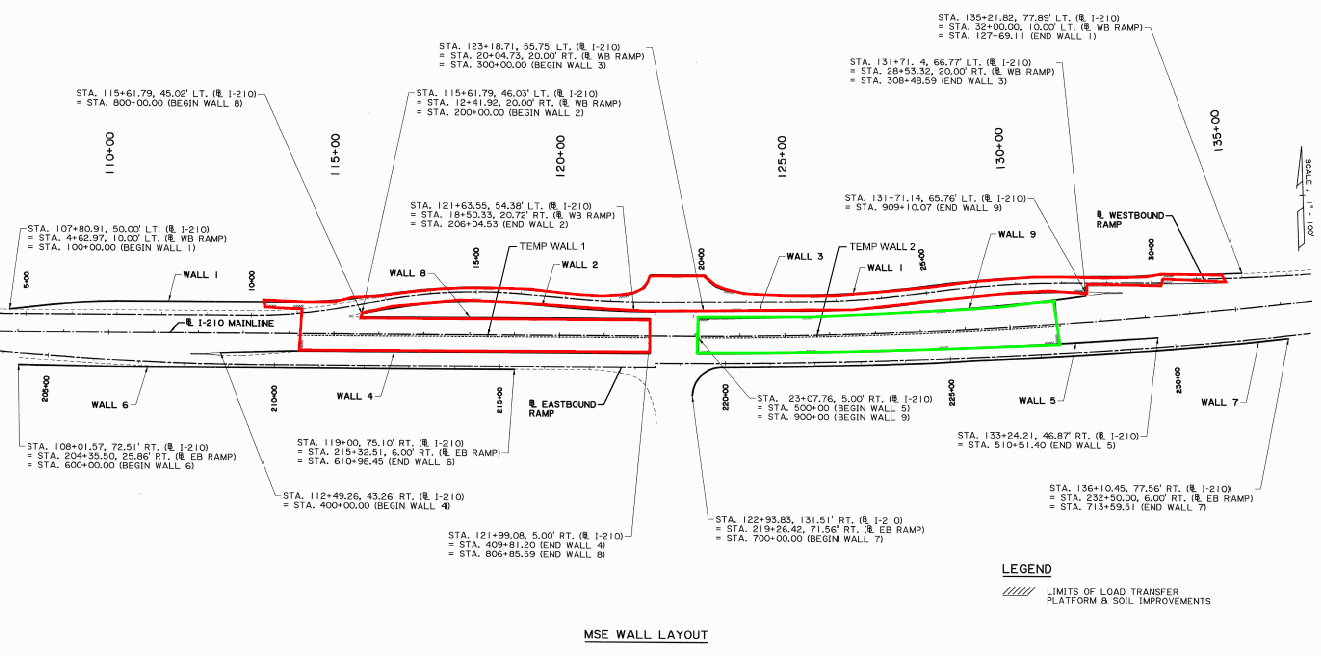 STA. 135+21.82, 77.89' LT. (℄ I-210)
= STA. 32+00.00, 10.00' LT. (℄ WB RAMP)
= STA. 127-69.11 (END WALL 1)
STA. 123+18.71, 55.75 LT. (℄ I-210)
= STA. 20+04.73, 20.00' RT. (℄ WB RAMP)
= STA. 300+00.00 (BEGIN WALL 3)
STA. 131+71. 4, 66.77' LT. (℄ I-210)
= STA. 28+53.32, 20.00' RT. (℄ WB RAMP)
= STA. 308+43.59 (END WALL 3)
STA. 115+61.79, 45.02' LT. (℄ I-210)
= STA. 800-00.00 (BEGIN WALL 8)
STA. 115+61.79, 46.03' LT. (℄ I-210)
= STA. 12+41.92, 20.00' RT. (℄ WB RAMP)
= STA. 200+00.00 (BEGIN WALL 2)
110+00
115+00
120+00
125+00
130+00
135+00
SCALE : 1" = 100'
STA. 121+63.55, 54.38' LT. (℄ I-210)
= STA. 18+50.33, 20.72' RT. (℄ WB RAMP)
= STA. 206+04.53 (END WALL 2)
STA. 131-71.14, 65.76' LT. (℄ I-210)
= STA. 909+10.07 (END WALL 9)
STA. 107+80.91, 50.00' LT. (℄ I-210)
= STA. 4+62.97, 10.00' LT. (℄ WB RAMP)
= STA. 100+00.00 (BEGIN WALL 1)
℄ WESTBOUND
RAMP
TEMP WALL 1
TEMP WALL 2
WALL 9
WALL 3
WALL 1
WALL 8
WALL 2
WALL 1
5+00
10+00
15+00
20+00
25+00
30+00
℄ I-210 MAINLINE
205+00
210+00
215+00
220+00
225+00
230+00
WALL 6
WALL 4
℄ EASTBOUND
RAMP
WALL 5
WALL 7
STA. 23+07.76, 5.00' RT. (℄ I-210)
= STA. 500+00 (BEGIN WALL 5)
= STA. 900+00 (BEGIN WALL 9)
STA. 133+24.21, 46.87' RT. (℄ I-210)
= STA. 510+51.40 (END WALL 5)
STA. 108+01.57, 72.51' RT. (℄ I-210)
= STA. 204+35.50, 25.86' RT. (℄ EB RAMP)
= STA. 600+00.00 (BEGIN WALL 6)
STA. 119+00, 75.10' RT. (℄ I-210)
= STA. 215+32.51, 6.00' RT. (℄ EB RAMP)
= STA. 610+96.45 (END WALL 6)
STA. 112+49.26, 43.26 RT. (℄ I-210)
= STA. 400+00.00 (BEGIN WALL 4)
STA. 136+10.45, 77.56' RT. (℄ I-210)
= STA. 232+50.00, 6.00' RT. (℄ EB RAMP)
= STA. 713+59.51 (END WALL 7)
STA. 121+99.08, 5.00' RT. (℄ I-210)
= STA. 409+81.20 (END WALL 4)
= STA. 806+85.59 (END WALL 8)
STA. 122+93.83, 131.51' RT. (℄ I-2 0)
= STA. 219+26.42, 71.56' RT. (℄ EB RAMP)
= STA. 700+00.00 (BEGIN WALL 7)
LEGEND
LIMITS OF LOAD TRANSFER
PLATFORM & SOIL IMPROVEMENTS
MSE WALL LAYOUT